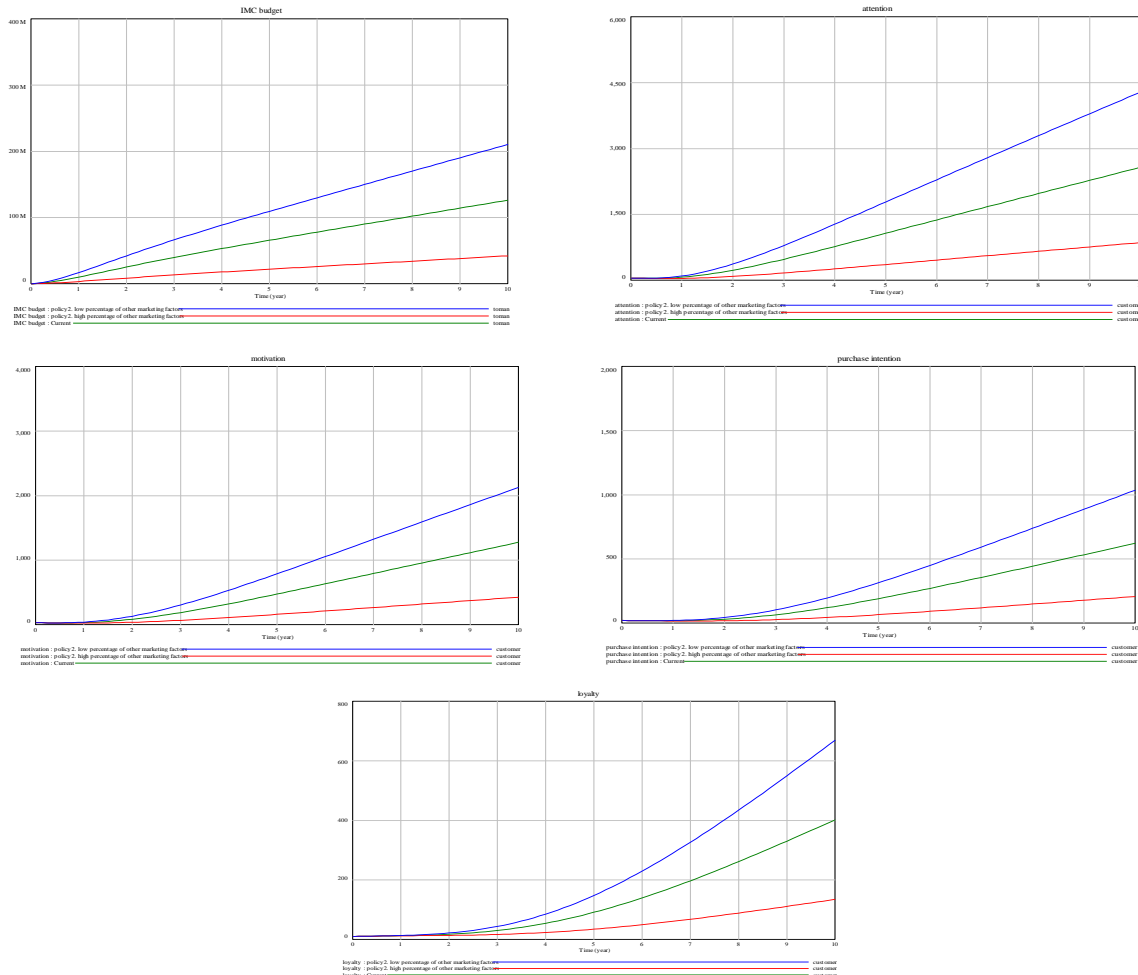 IMC budget
400 M
300 M
200 M
100 M
0
0 1 2 3 4 5 6 7 8 9 10
Time (year)
IMC budget : policy2. low percentage of other marketing factors toman
IMC budget : policy2. high percentage of other marketing factors toman
IMC budget : Current toman
attention
6,000
4,500
3,000
1,500
0
0 1 2 3 4 5 6 7 8 9 10
Time (year)
attention : policy2. low percentage of other marketing factors custom
attention : policy2. high percentage of other marketing factors custom
attention : Current custom
motivation
4,000
3,000
2,000
1,000
0
0 1 2 3 4 5 6 7 8 9 10
Time (year)
motivation : policy2. low percentage of other marketing factors customer
motivation : policy2. high percentage of other marketing factors customer
motivation : Current customer
purchase intention
2,000
1,500
1,000
500
0
0 1 2 3 4 5 6 7 8 9 10
Time (year)
purchase intention : policy2. low percentage of other marketing factors customer
purchase intention : policy2. high percentage of other marketing factors customer
purchase intention : Current customer
loyalty
800
600
400
200
0
0 1 2 3 4 5 6 7 8 9 10
Time (year)
loyalty : policy2. low percentage of other marketing factors customer
loyalty : policy2. high percentage of other marketing factors customer